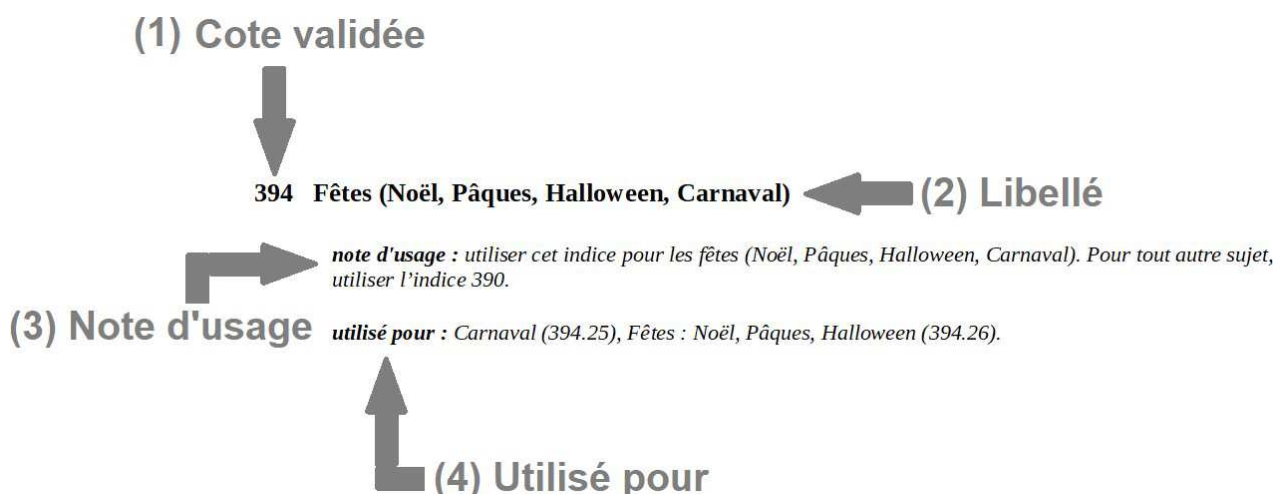 (1) Cote validée
394 Fêtes (Noël, Pâques, Halloween, Carnaval)
(2) Libellé
note d'usage : utiliser cet indice pour les fêtes (Noël, Pâques, Halloween, Carnaval). Pour tout autre sujet,
utiliser l’indice 390.
(3) Note d'usage
utilisé pour : Carnaval (394.25), Fêtes : Noël, Pâques, Halloween (394.26).
(4) Utilisé pour